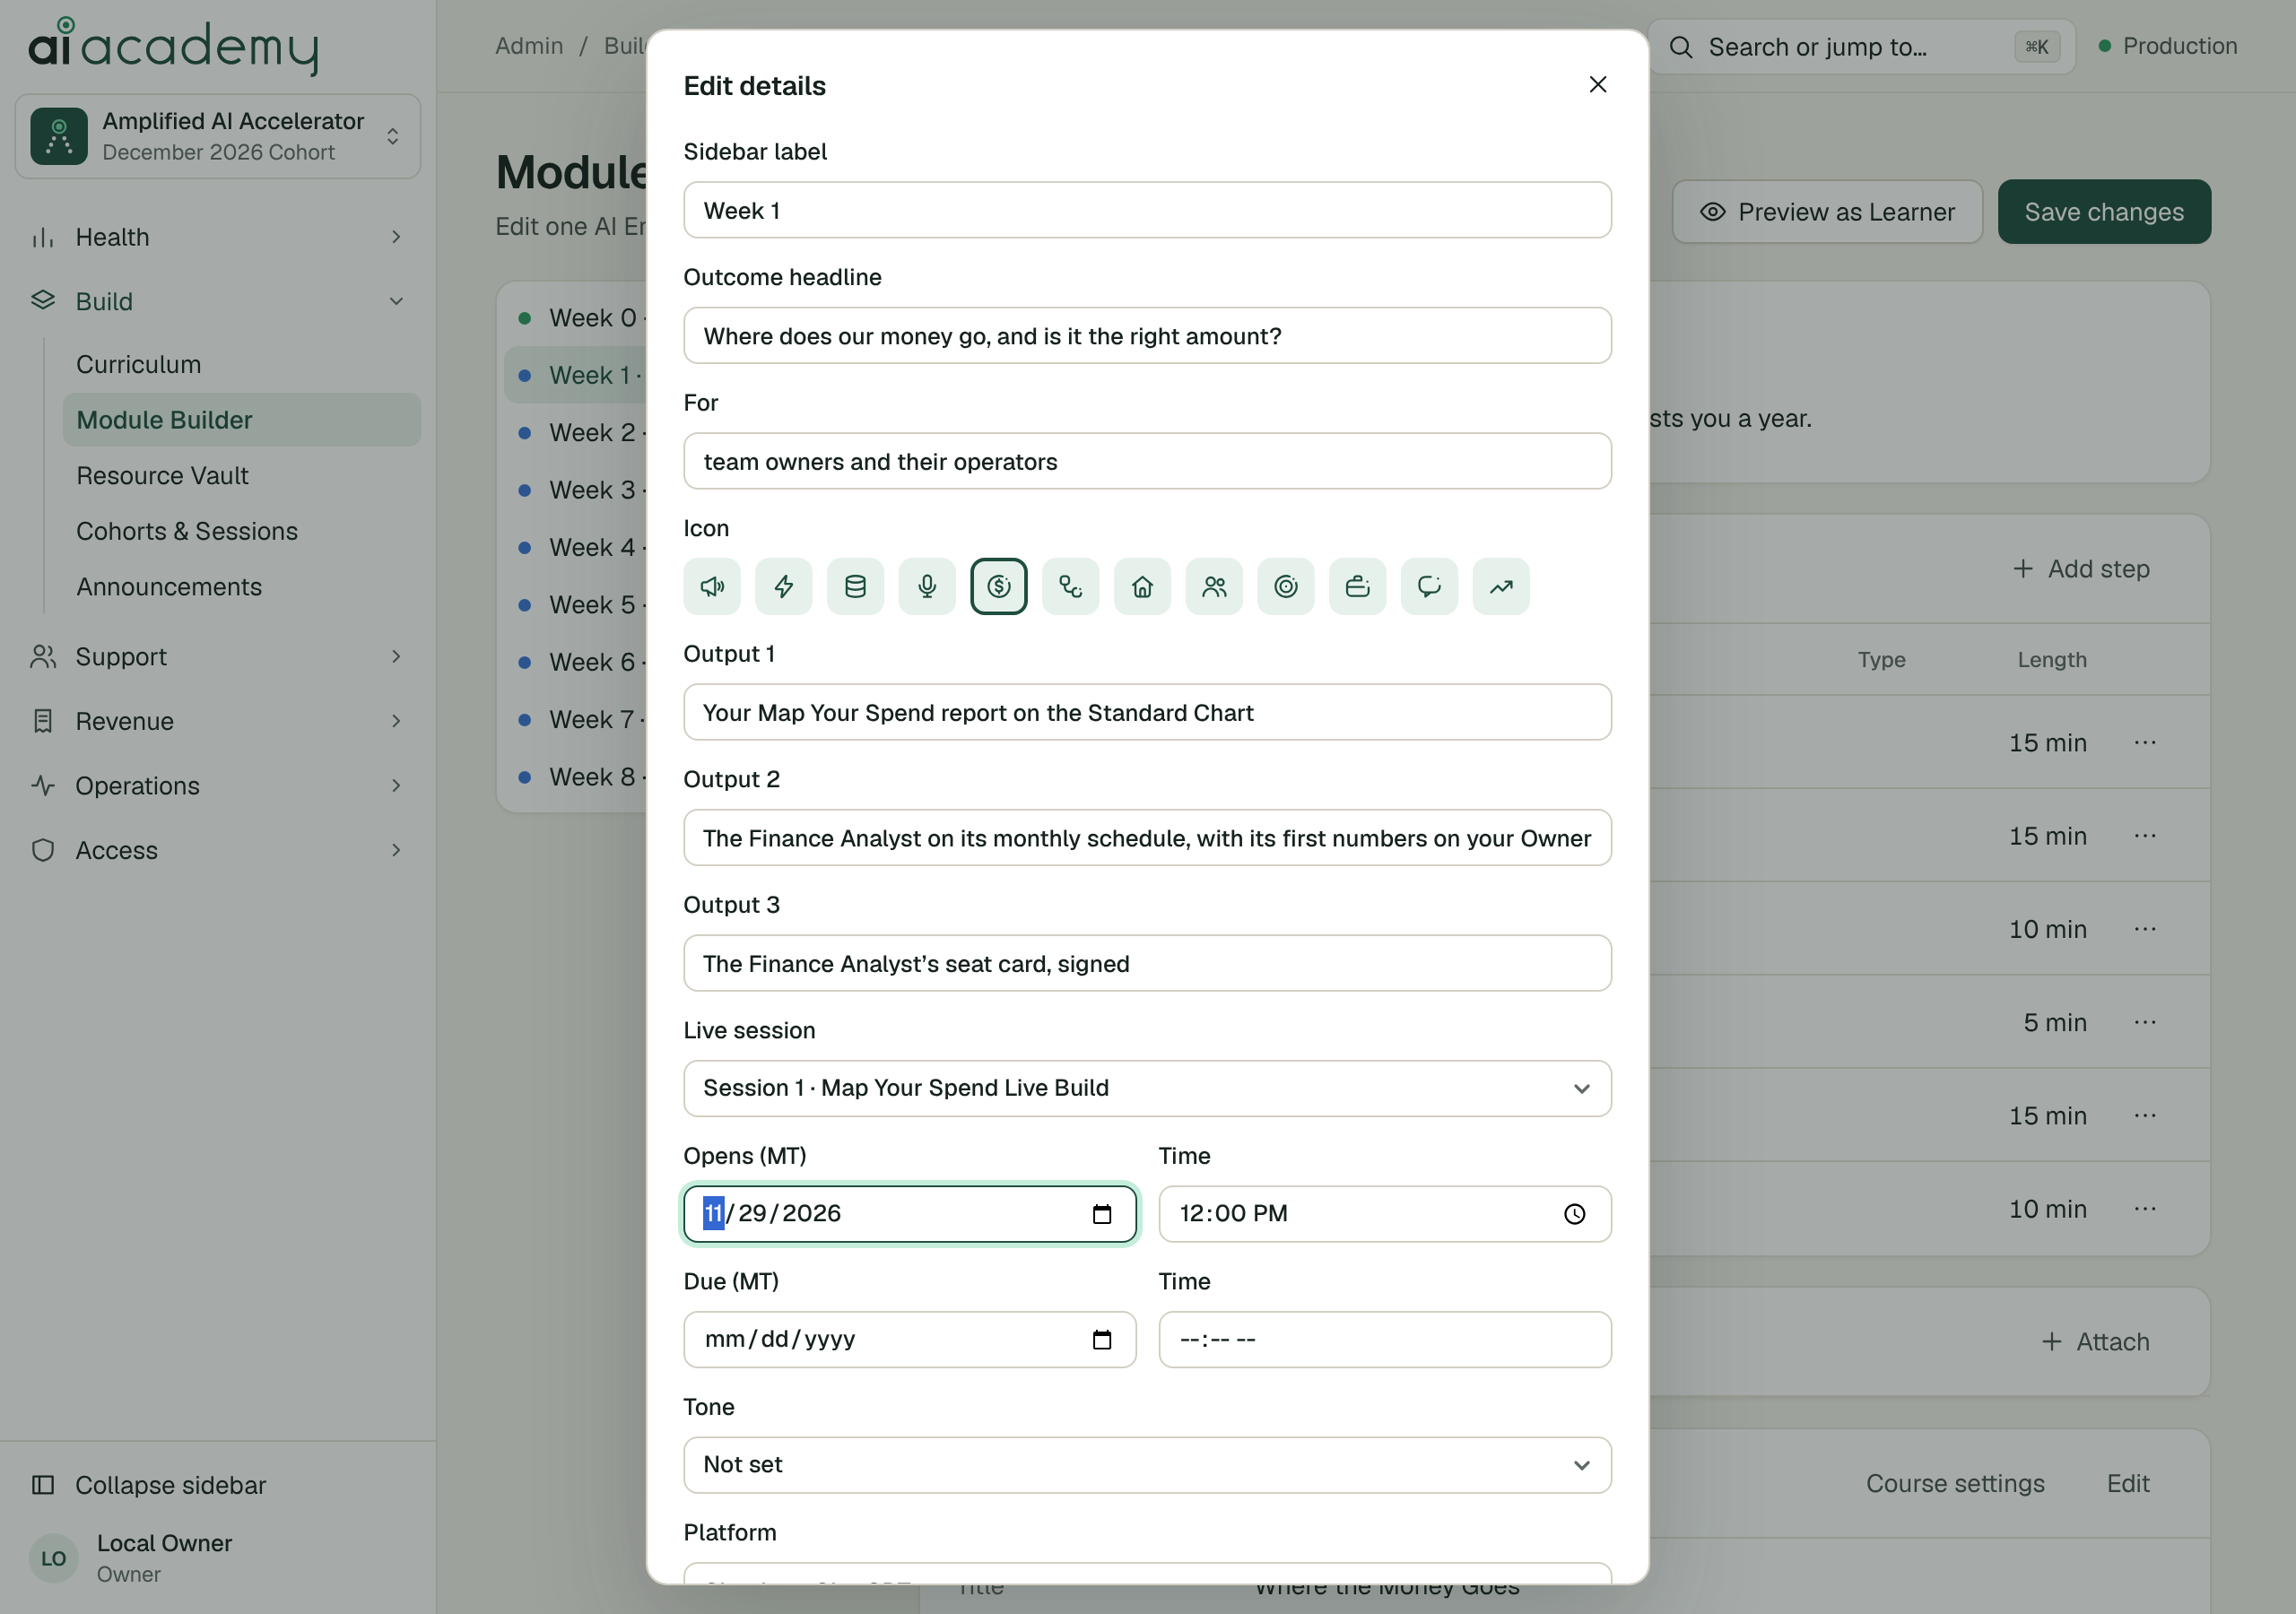 ai academy
Amplified AI Accelerator
December 2026 Cohort
Health
Build
Curriculum
Module Builder
Resource Vault
Cohorts & Sessions
Announcements
Support
Revenue
Operations
Access
Collapse sidebar
LO
Local Owner
Owner
Admin /
Search or jump to...
⌘K
Production
Module
Edit one AI
Preview as Learner
Save changes
Week 0 ·
Week 1 ·
Week 2 ·
Week 3 ·
Week 4 ·
Week 5 ·
Week 6 ·
Week 7 ·
Week 8 ·
Edit details
Sidebar label
Week 1
Outcome headline
Where does our money go, and is it the right amount?
For
team owners and their operators
Icon
Output 1
Your Map Your Spend report on the Standard Chart
Output 2
The Finance Analyst on its monthly schedule, with its first numbers on your Owner
Output 3
The Finance Analyst’s seat card, signed
Live session
Session 1 · Map Your Spend Live Build
Opens (MT)
Time
11/29/2026
12:00 PM
Due (MT)
Time
mm/dd/yyyy
--:-- --
Tone
Not set
Platform
you a year.
+ Add step
Type
Length
15 min
15 min
10 min
5 min
15 min
10 min
+ Attach
Course settings
Edit
Title
Where the Money Goes